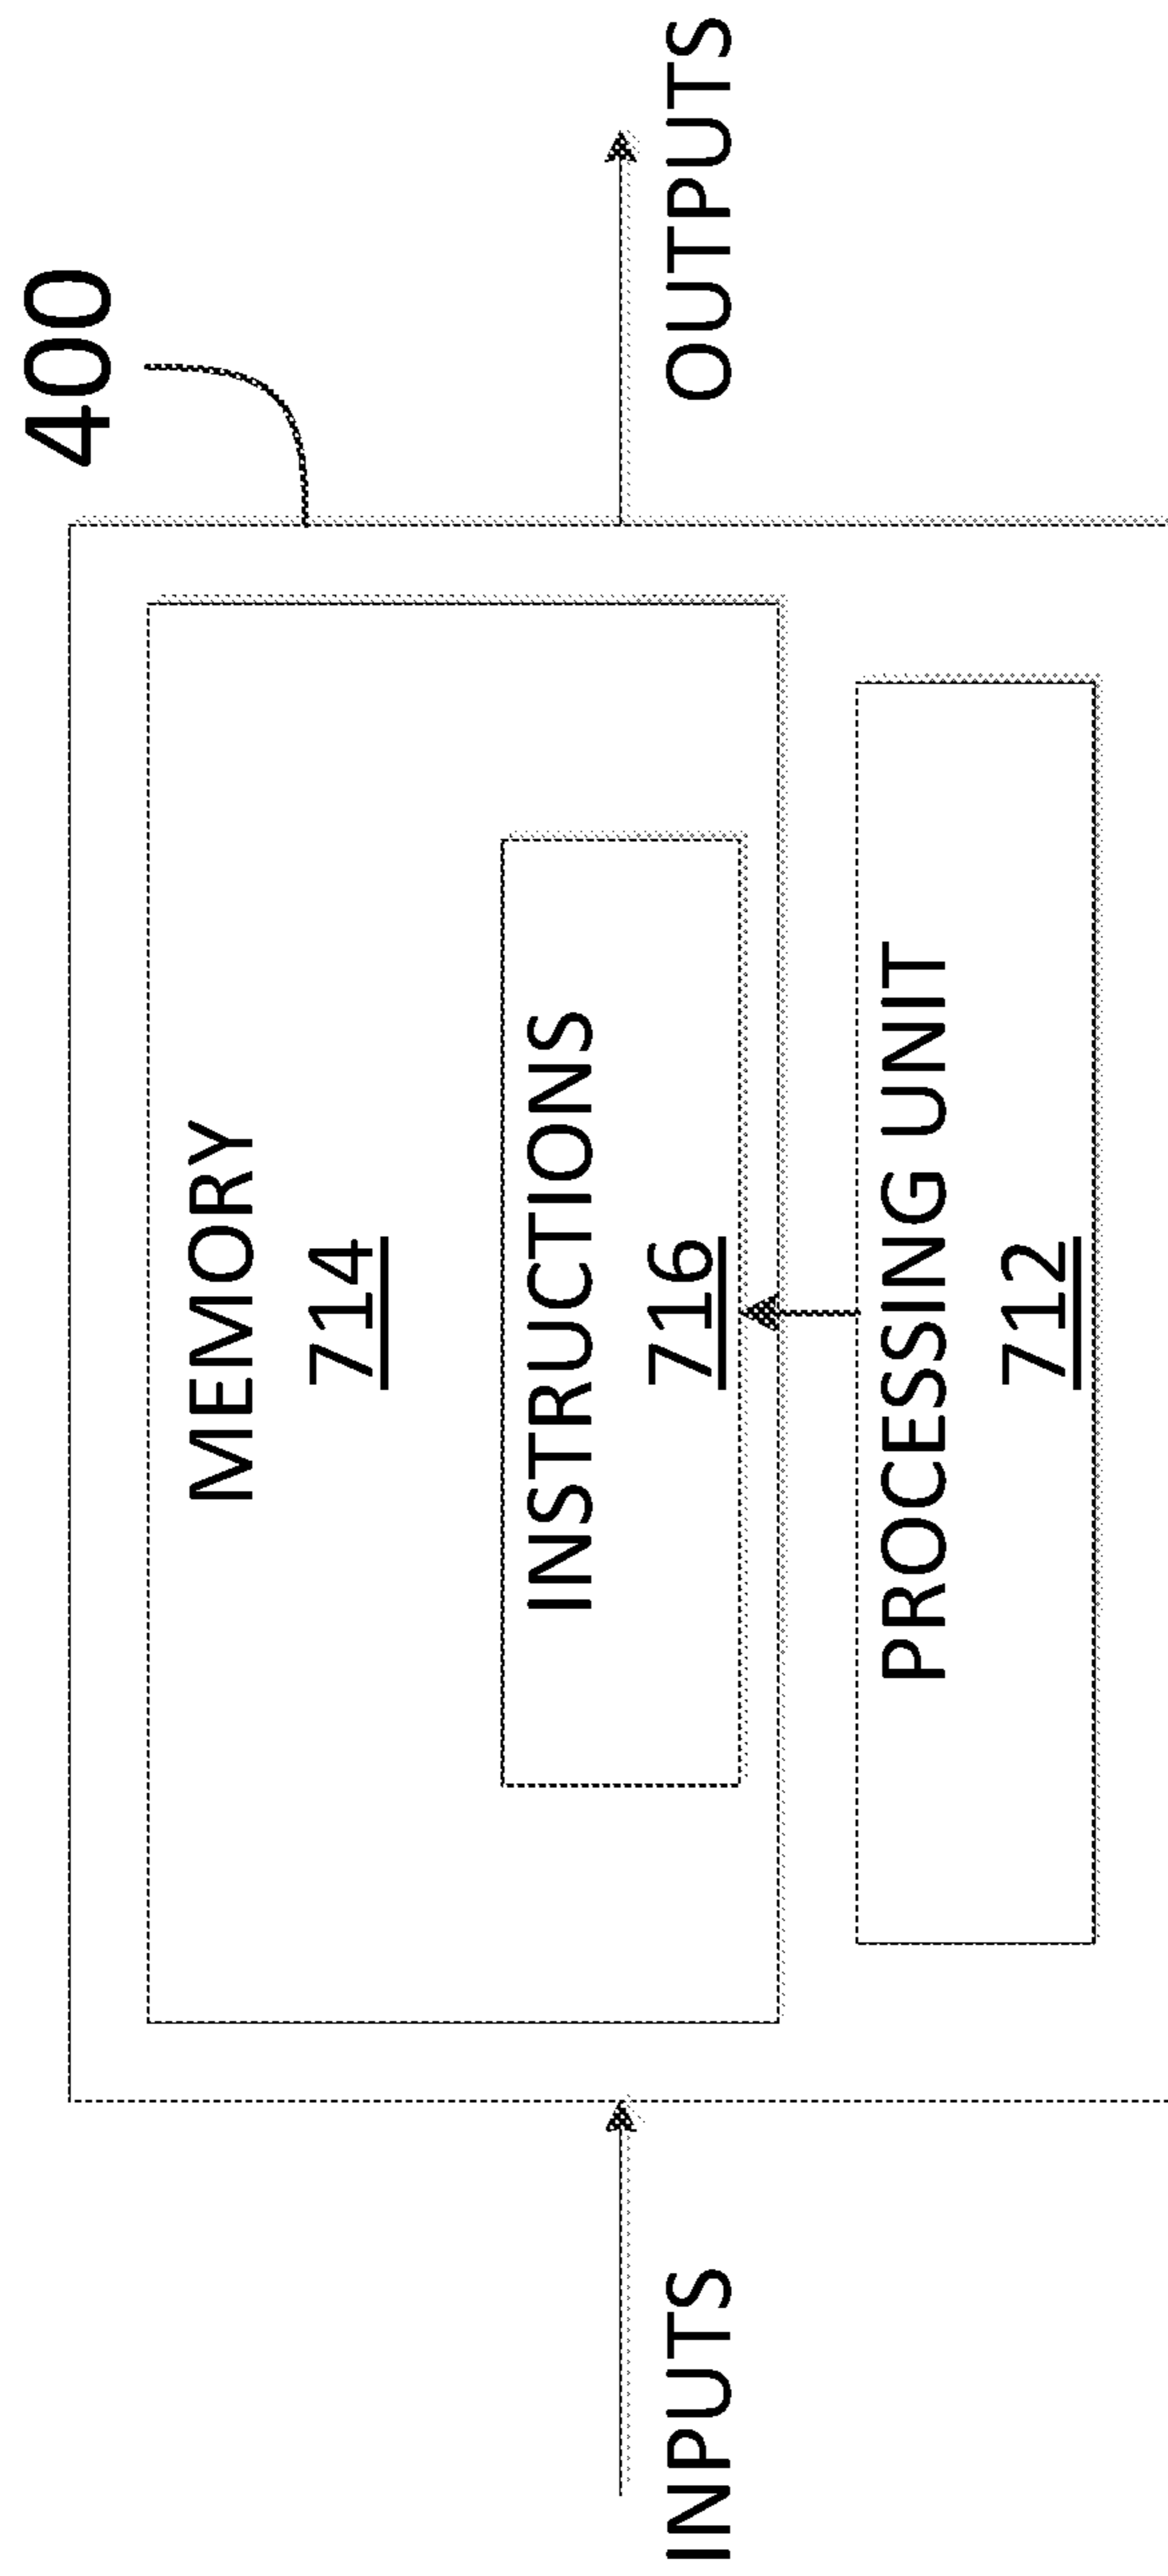 400
MEMORY
714
INSTRUCTIONS
716
INPUTS
OUTPUTS
PROCESSING UNIT
712